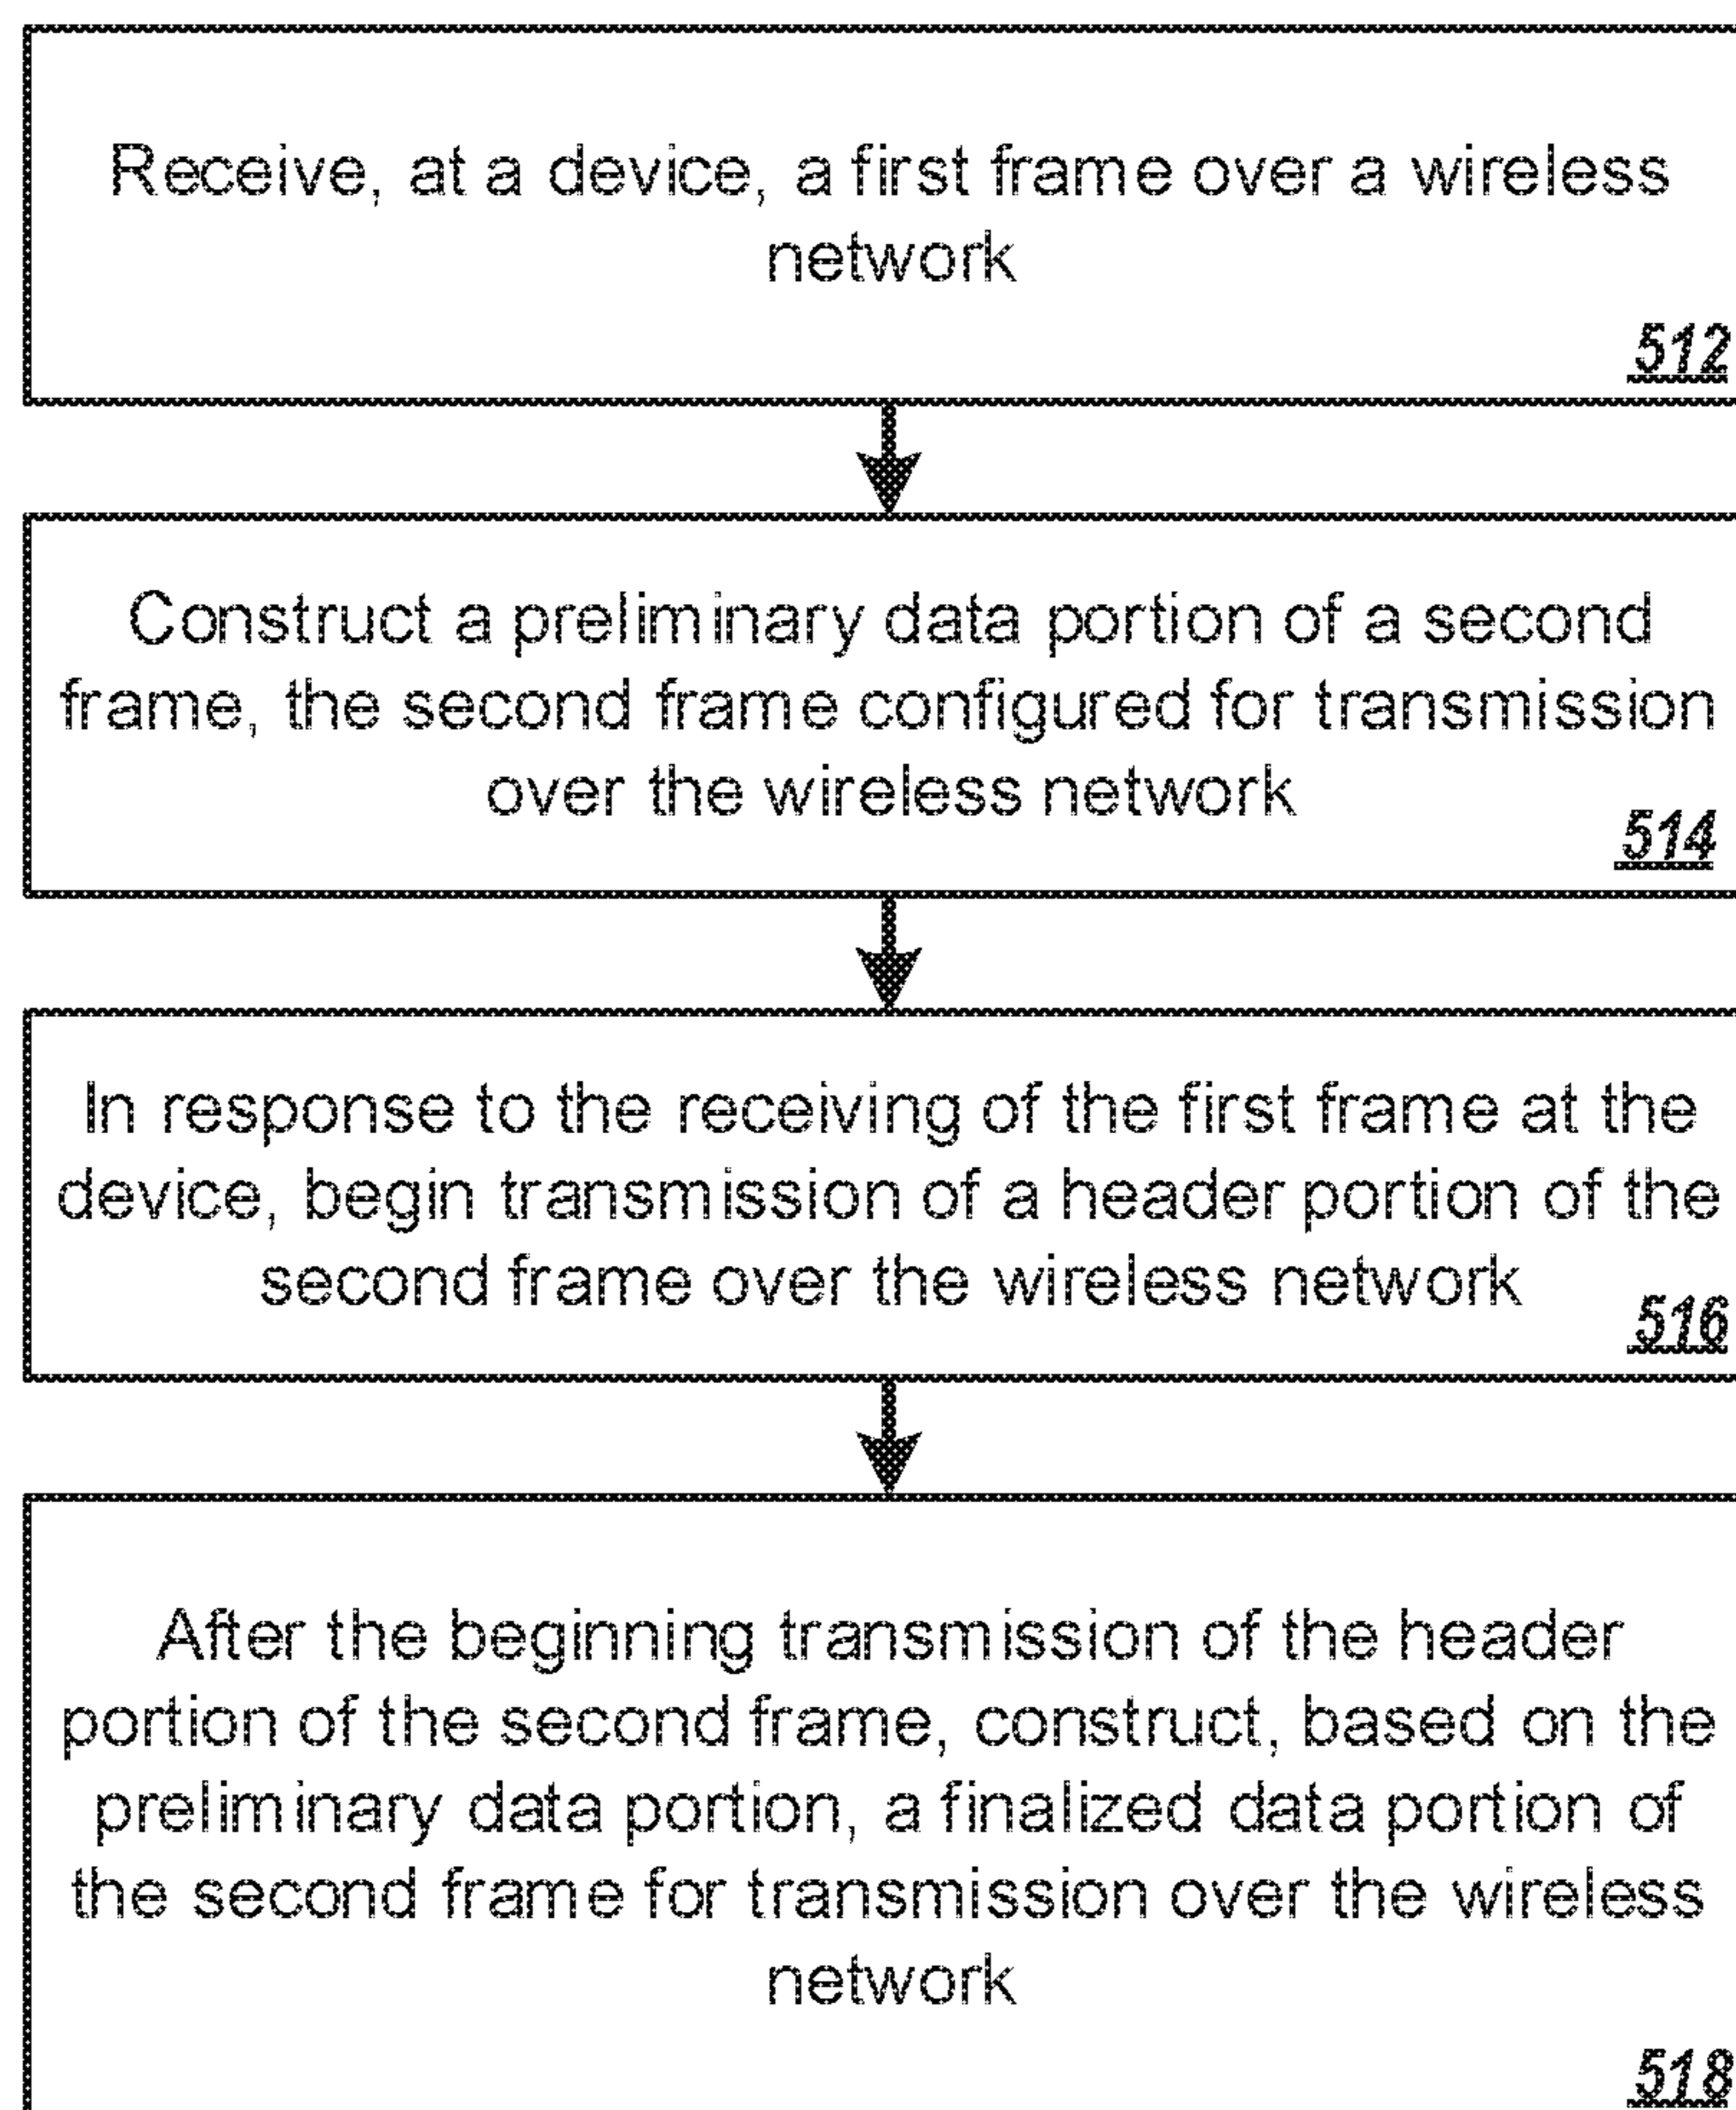 Receive, at a device, a first frame over a wireless
network
512
Construct a preliminary data portion of a second
frame, the second frame configured for transmission
over the wireless network
514
In response to the receiving of the first frame at the
device, begin transmission of a header portion of the
second frame over the wireless network
516
After the beginning transmission of the header
portion of the second frame, construct, based on the
preliminary data portion, a finalized data portion of
the second frame for transmission over the wireless
network
518